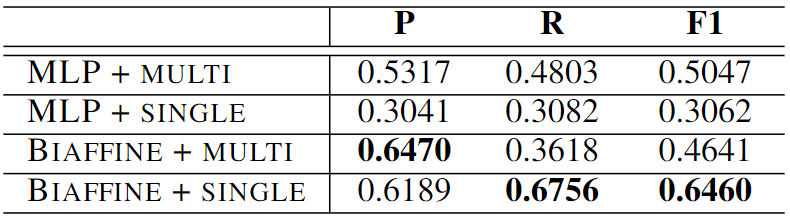 P R F1
MLP + MULTI 0.5317 0.4803 0.5047
MLP + SINGLE 0.3041 0.3082 0.3062
BIAFFINE + MULTI 0.6470 0.3618 0.4641
BIAFFINE + SINGLE 0.6189 0.6756 0.6460